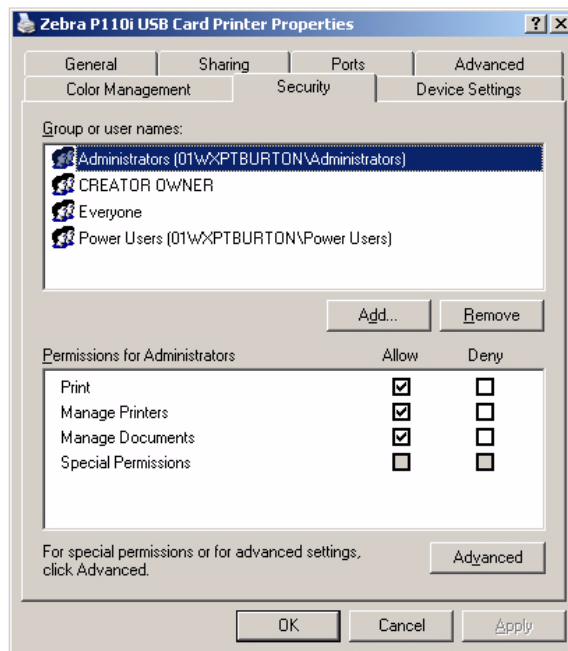 Zebra P110i USB Card Printer Properties
General Sharing Ports Advanced
Color Management Security Device Settings
Group or user names:
Administrators (01WXPTBURTON\Administrators)
CREATOR OWNER
Everyone
Power Users (01WXPTBURTON\Power Users)
Add... Remove
Permissions for Administrators Allow Deny
Print
Manage Printers
Manage Documents
Special Permissions
For special permissions or for advanced settings, Advanced
click Advanced.
OK Cancel Apply